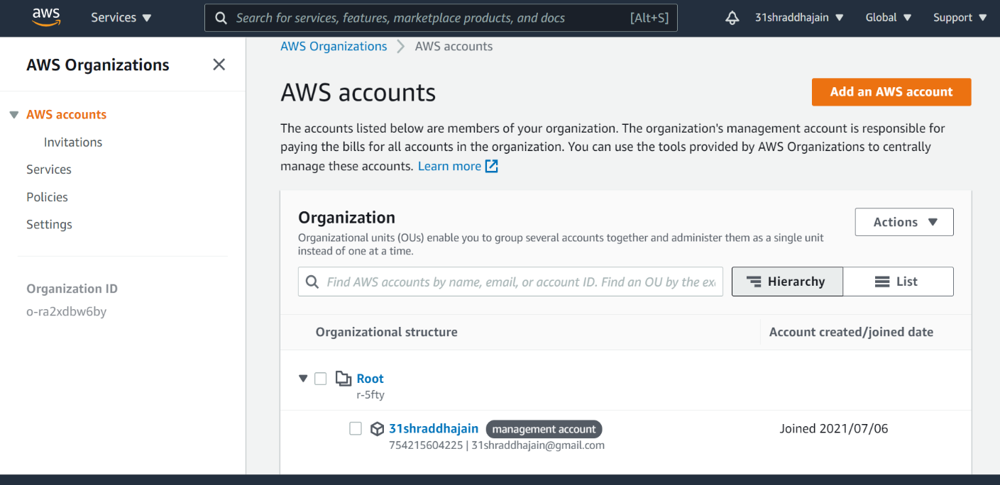 aws Services Search for services, features, marketplace products, and docs [Alt+S] 31shraddhajain Global Support
AWS Organizations
AWS accounts
Invitations
Services
Policies
Settings
Organization ID
o-ra2xdbw6by
AWS Organizations AWS accounts
AWS accounts
Add an AWS account
The accounts listed below are members of your organization. The organization's management account is responsible for
paying the bills for all accounts in the organization. You can use the tools provided by AWS Organizations to centrally
manage these accounts. Learn more
Organization
Actions
Organizational units (OUs) enable you to group several accounts together and administer them as a single unit
instead of one at a time.
Find AWS accounts by name, email, or account ID. Find an OU by the ex
Hierarchy List
Organizational structure Account created/joined date
Root
r-5fty
31shraddhajain management account Joined 2021/07/06
754215604225 | 31shraddhajain@gmail.com